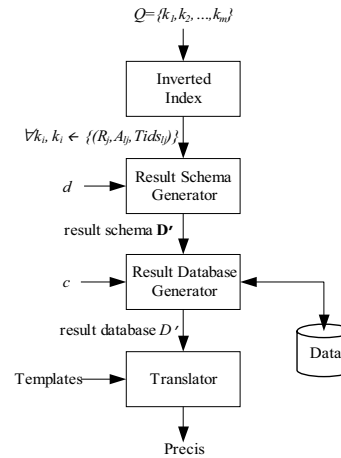 Q={k₁,k₂,...,kₘ}
Inverted
Index
∀kᵢ, kᵢ ← {(Rⱼ,Aₗⱼ,Tidsₗⱼ)}
d
Result Schema
Generator
result schema D′
c
Result Database
Generator
result database D′
Data
Templates
Translator
Precis